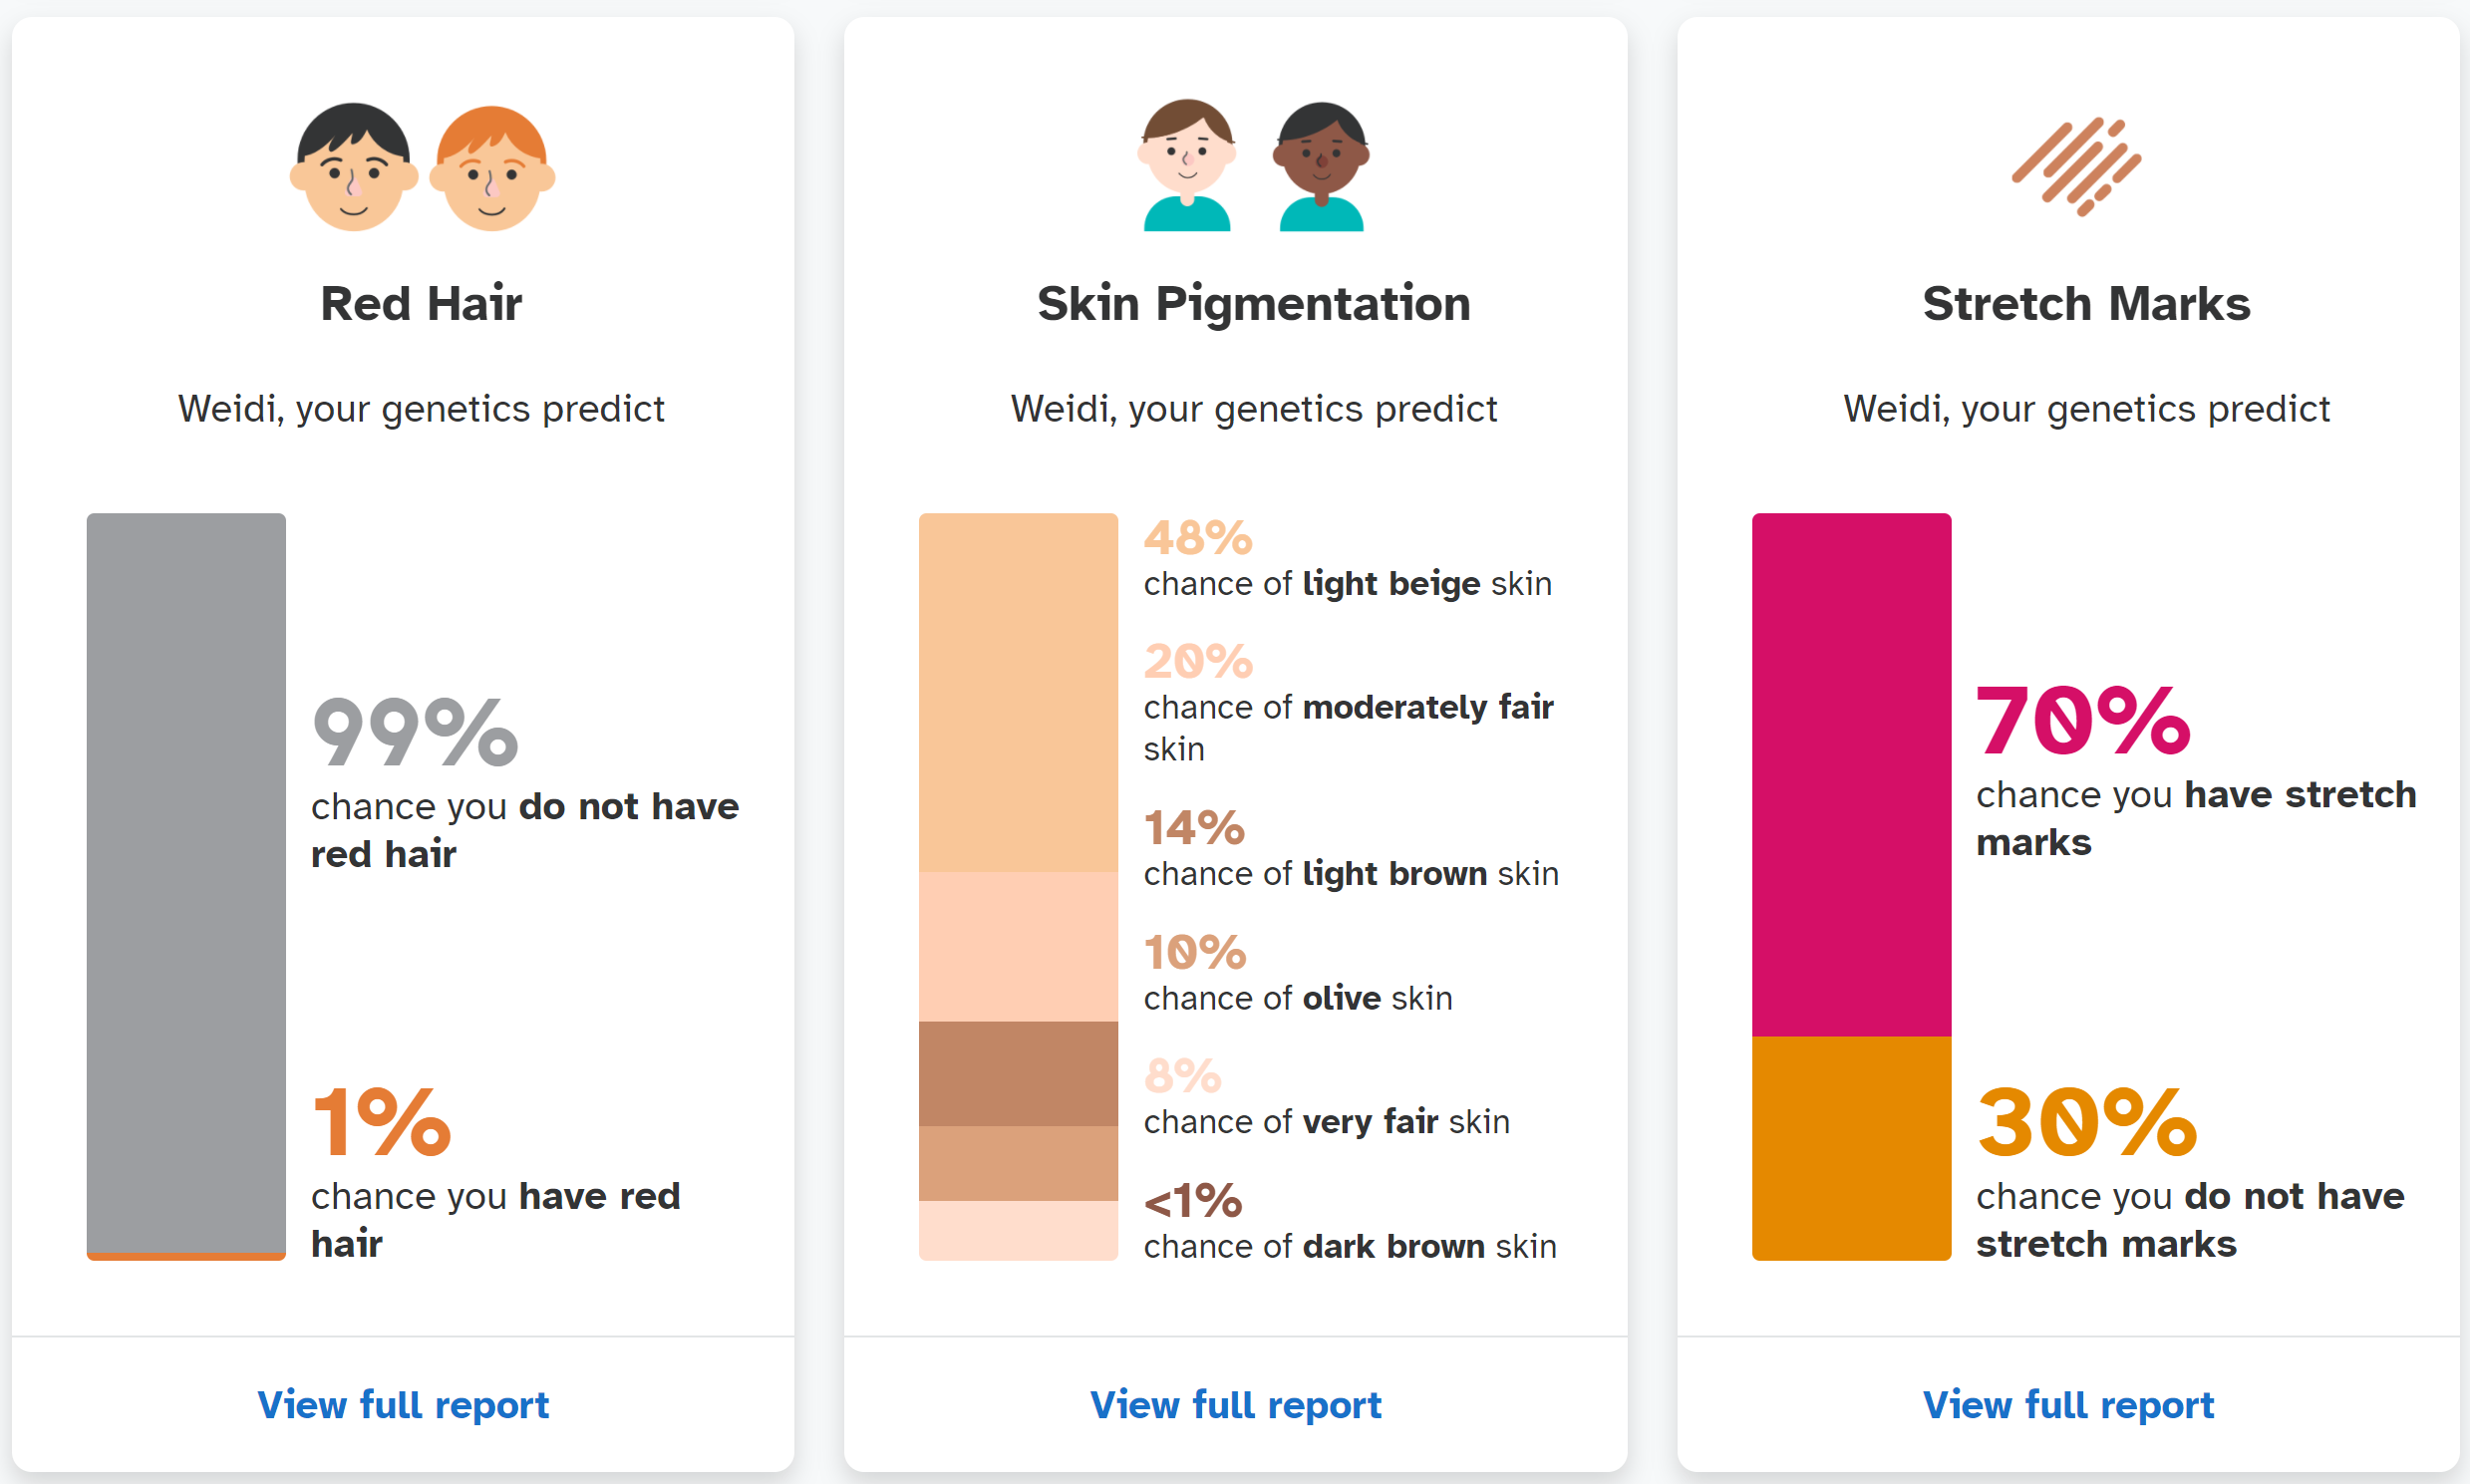 Red Hair
Weidi, your genetics predict
99%
chance you do not have
red hair
1%
chance you have red
hair
View full report
Skin Pigmentation
Weidi, your genetics predict
48%
chance of light beige skin
20%
chance of moderately fair
skin
14%
chance of light brown skin
10%
chance of olive skin
8%
chance of very fair skin
<1%
chance of dark brown skin
View full report
Stretch Marks
Weidi, your genetics predict
70%
chance you have stretch
marks
30%
chance you do not have
stretch marks
View full report